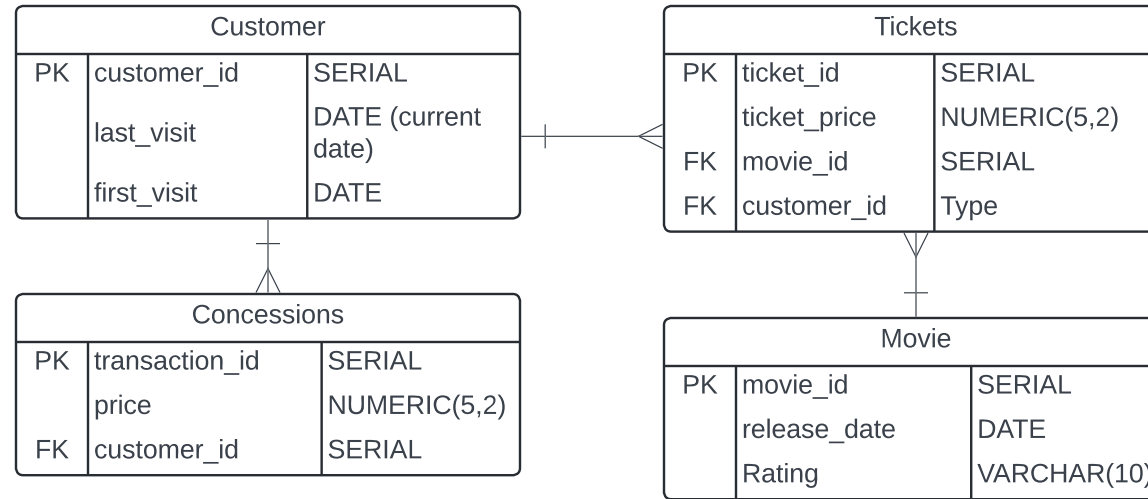 Customer
PK customer_id SERIAL
last_visit DATE (current
date)
first_visit DATE
Tickets
PK ticket_id SERIAL
ticket_price NUMERIC(5,2)
FK movie_id SERIAL
FK customer_id Type
Concessions
PK transaction_id SERIAL
price NUMERIC(5,2)
FK customer_id SERIAL
Movie
PK movie_id SERIAL
release_date DATE
Rating VARCHAR(10)